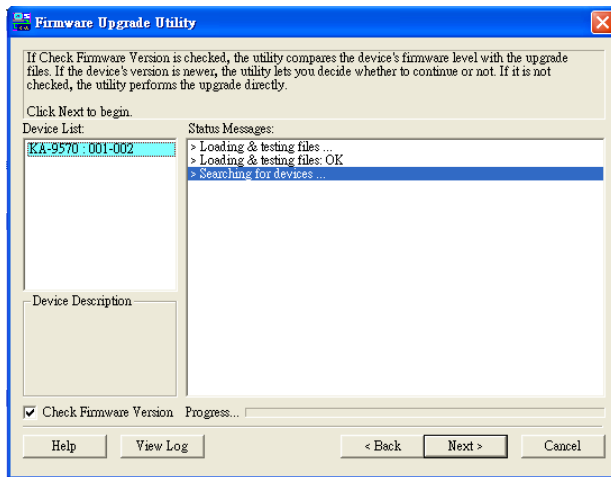 Firmware Upgrade Utility
If Check Firmware Version is checked, the utility compares the device's firmware level with the upgrade
files. If the device's version is newer, the utility lets you decide whether to continue or not. If it is not
checked, the utility performs the upgrade directly.
Click Next to begin.
Device List:
Status Messages:
KA-9570 : 001-002
> Loading & testing files ...
> Loading & testing files: OK
> Searching for devices ...
Device Description
Check Firmware Version Progress...
Help View Log < Back Next > Cancel